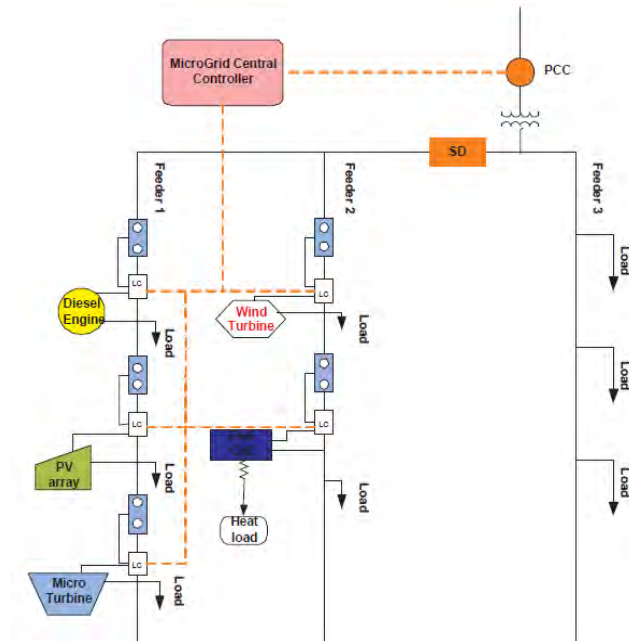 MicroGrid Central
Controller
PCC
SD
Feeder 1
Feeder 2
Feeder 3
Load
LC
LC
Diesel
Engine
Load
Wind
Turbine
Load
Load
LC
LC
PV
array
Load
Heat
load
Load
Load
LC
Micro
Turbine
Load